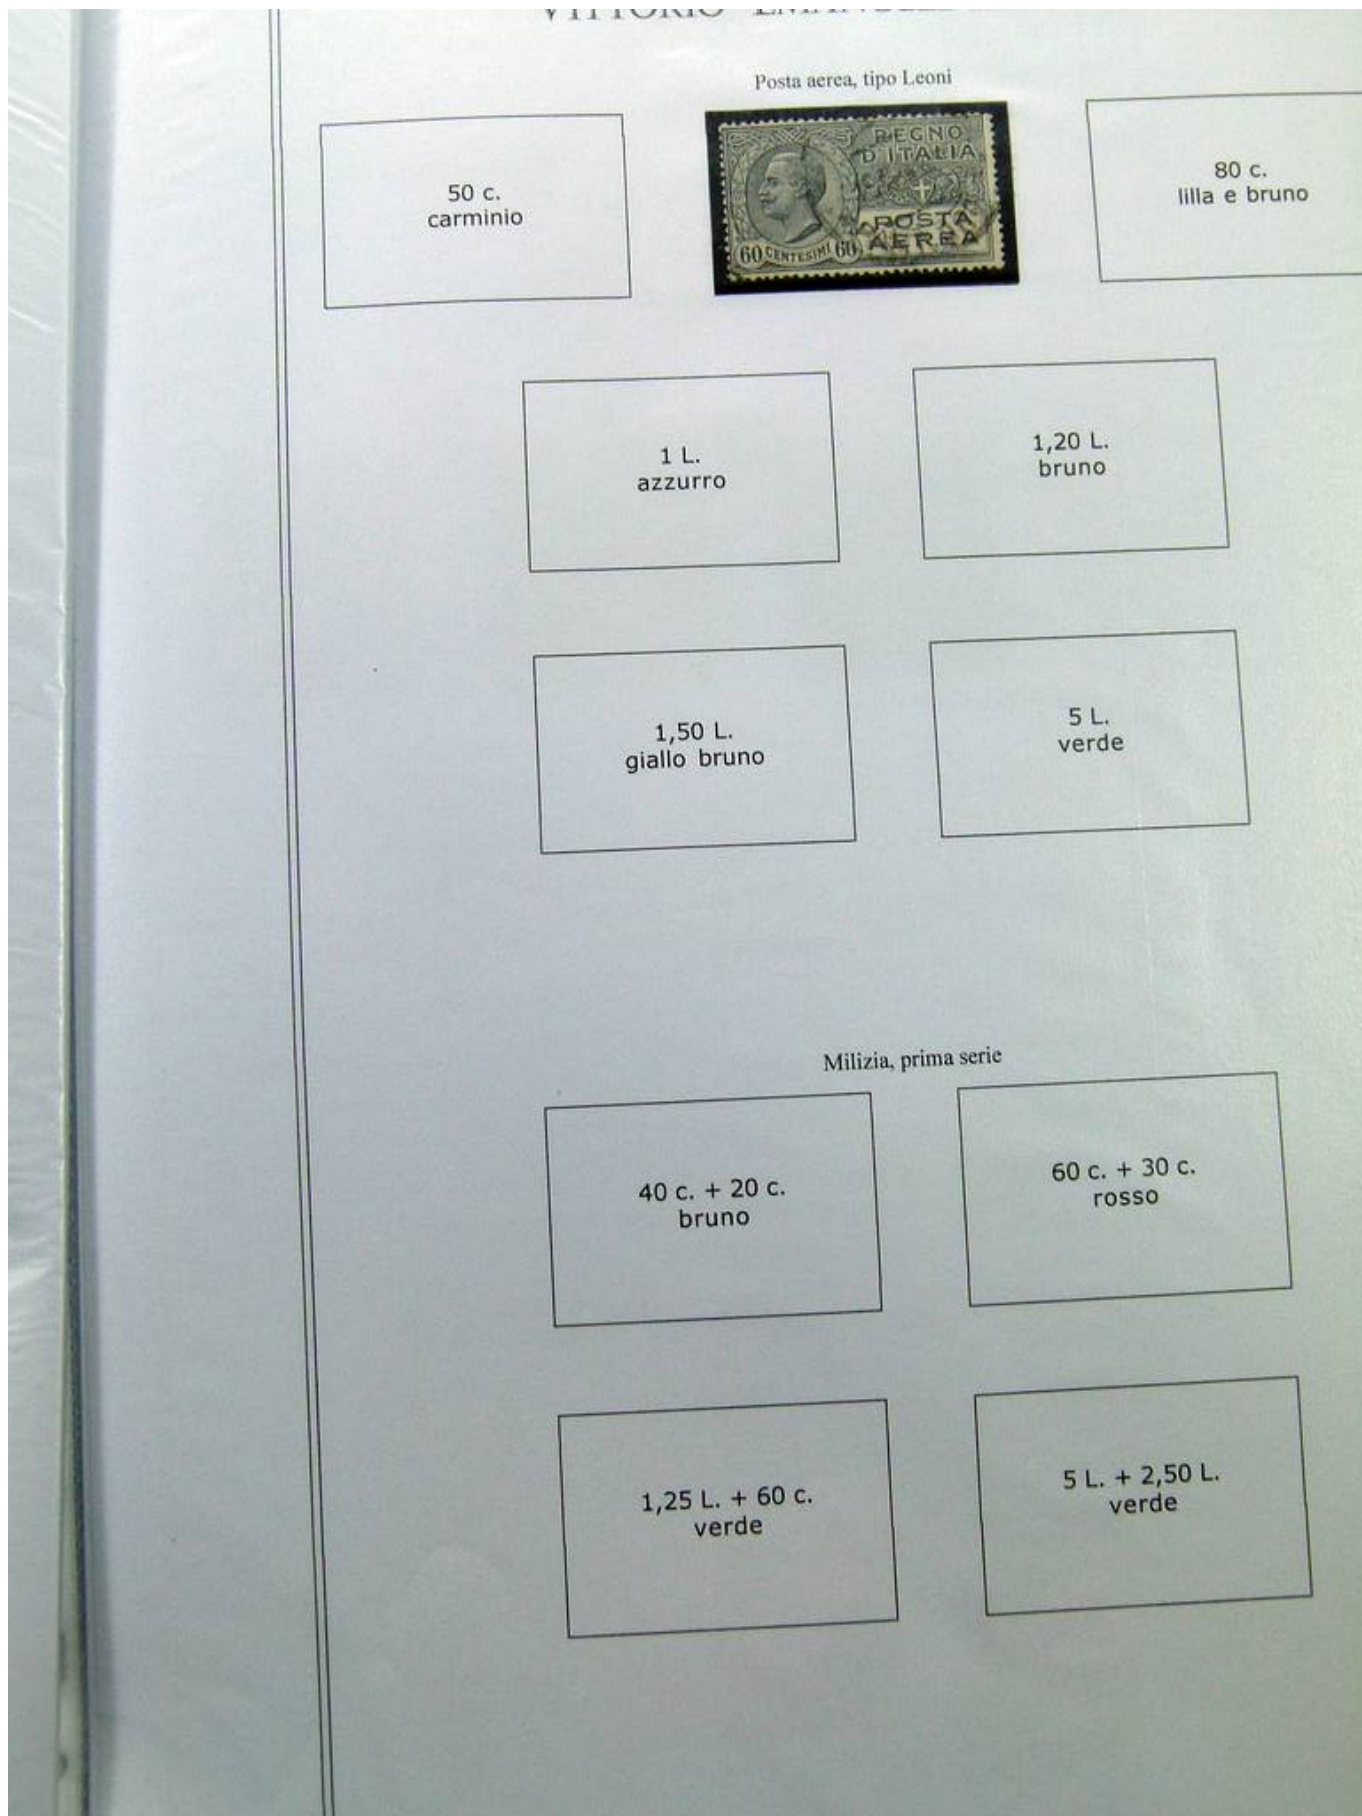 VITTORIO
Posta aerea, tipo Leoni
50 c.
carminio
REGNO
D'ITALIA
POSTA
AEREA
60 CENTESIMI 60
80 c.
lilla e bruno
1 L.
azzurro
1,20 L.
bruno
1,50 L.
giallo bruno
5 L.
verde
Milizia, prima serie
40 c. + 20 c.
bruno
60 c. + 30 c.
rosso
1,25 L. + 60 c.
verde
5 L. + 2,50 L.
verde